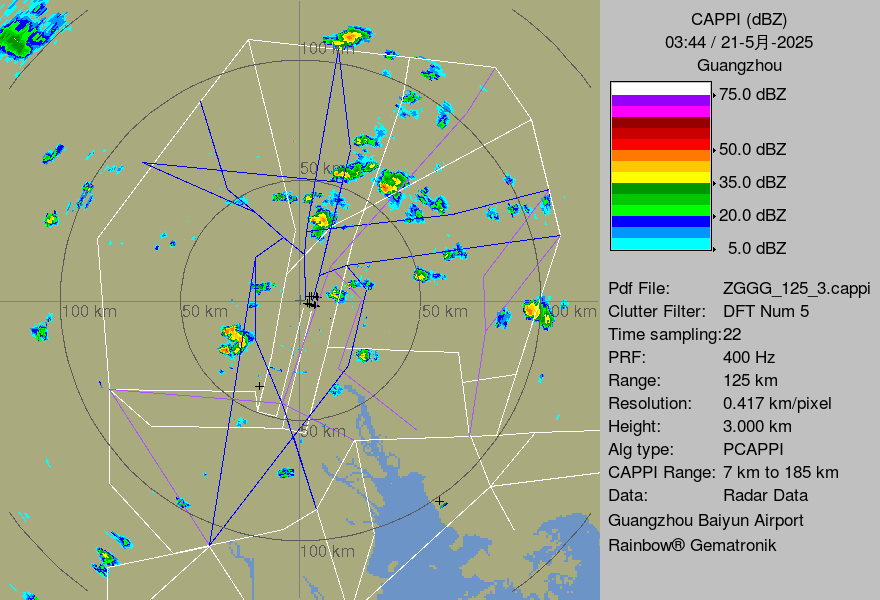 CAPPI (dBZ)
03:44 / 21-5月-2025
Guangzhou
75.0 dBZ
50.0 dBZ
35.0 dBZ
20.0 dBZ
5.0 dBZ
Pdf File: ZGGG_125_3.cappi
Clutter Filter: DFT Num 5
Time sampling:22
PRF: 400 Hz
Range: 125 km
Resolution: 0.417 km/pixel
Height: 3.000 km
Alg type: PCAPPI
CAPPI Range: 7 km to 185 km
Data: Radar Data
Guangzhou Baiyun Airport
Rainbow® Gematronik
100 km
50 km
100 km
50 km
50 km
100 km
50 km
100 km